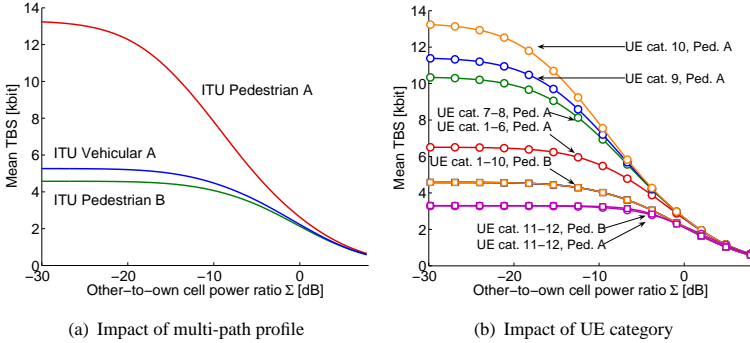 14
12
10
8
6
4
2
0
Mean TBS [kbit]
ITU Pedestrian A
ITU Vehicular A
ITU Pedestrian B
−30
−20
−10
0
Other-to-own cell power ratio Σ [dB]
(a) Impact of multi-path profile
14
12
10
8
6
4
2
0
Mean TBS [kbit]
UE cat. 10, Ped. A
UE cat. 9, Ped. A
UE cat. 7–8, Ped. A
UE cat. 1–6, Ped. A
UE cat. 1–10, Ped. B
UE cat. 11–12, Ped. B
UE cat. 11–12, Ped. A
−30
−20
−10
0
Other-to-own cell power ratio Σ [dB]
(b) Impact of UE category